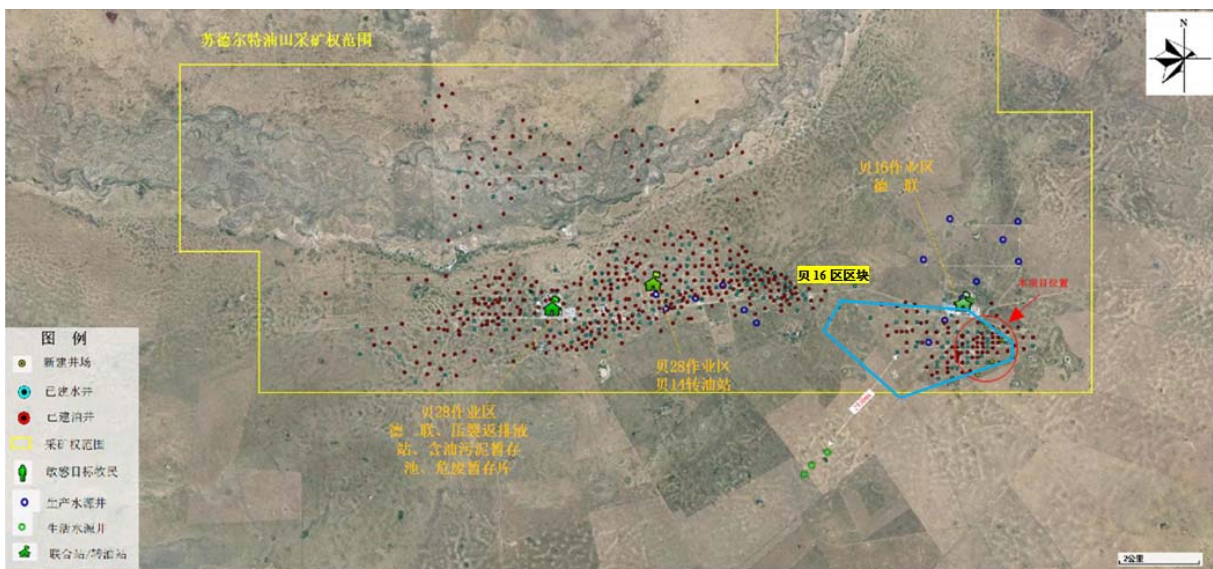 苏德尔特油田采矿权范围
N
贝16作业区
德二联
贝 16 区区块
本项目位置
图 例
新建井场
已建水井
已建油井
采矿权范围
敏感目标牧民
生产水源井
生活水源井
联合站/转油站
贝28作业区
贝14转油站
贝28作业区
德一联、压裂返排液
站、含油污泥暂存
池、危废暂存
2公里